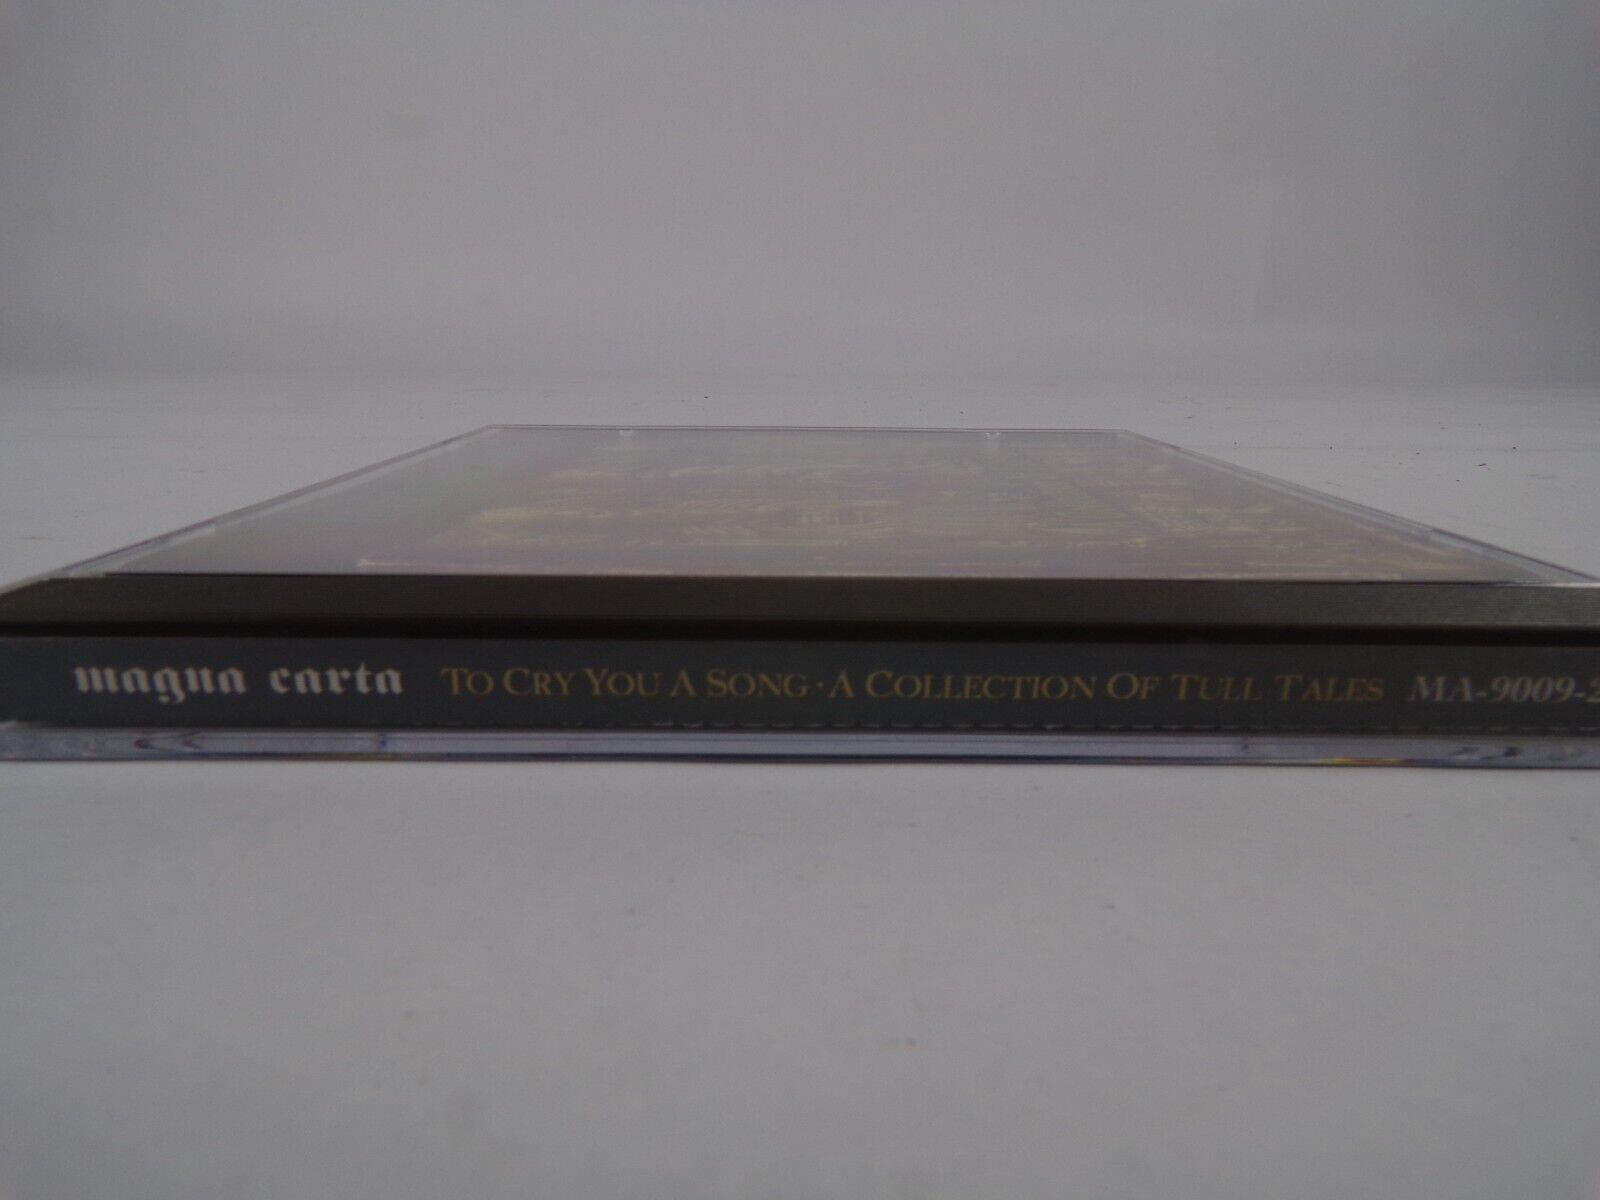 magna carta TO CRY YOU A SONG · A COLLECTION OF TULL TALES MA-9009-2